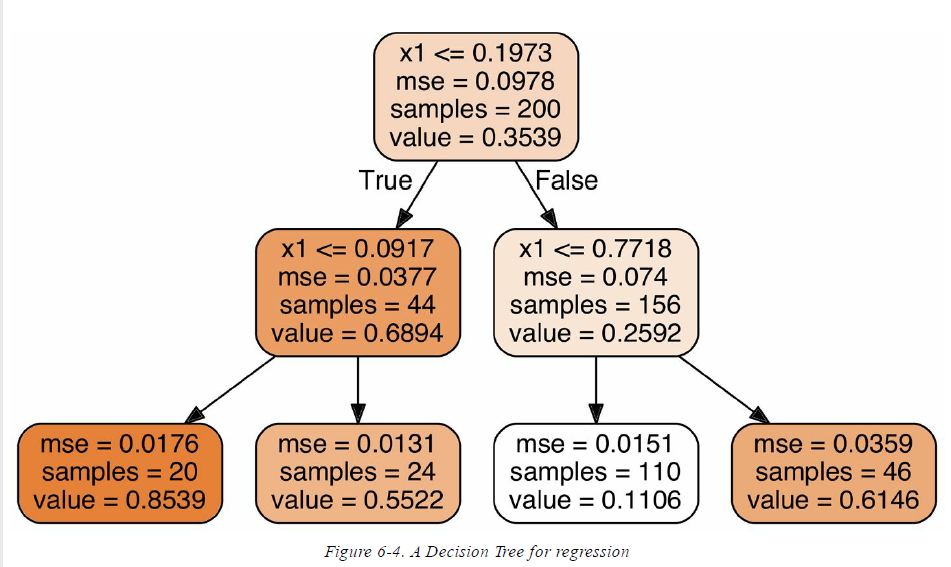 x1 <= 0.1973
mse = 0.0978
samples = 200
value = 0.3539
True
False
x1 <= 0.0917
mse = 0.0377
samples = 44
value = 0.6894
x1 <= 0.7718
mse = 0.074
samples = 156
value = 0.2592
mse = 0.0176
samples = 20
value = 0.8539
mse = 0.0131
samples = 24
value = 0.5522
mse = 0.0151
samples = 110
value = 0.1106
mse = 0.0359
samples = 46
value = 0.6146
Figure 6-4. A Decision Tree for regression